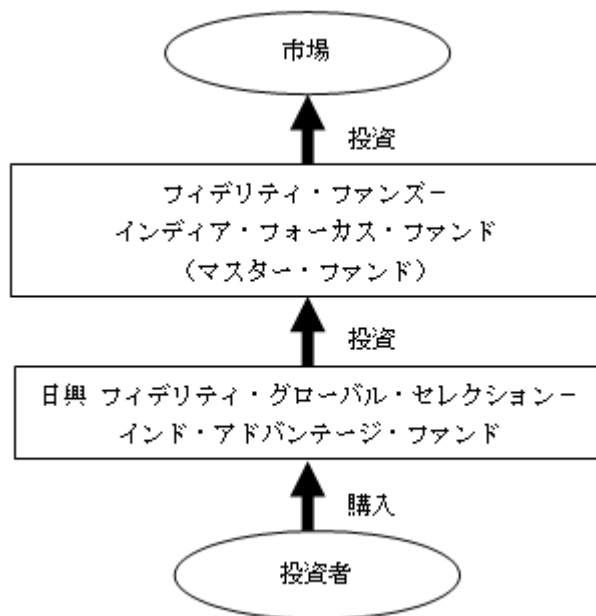 市場
投資
フィデリティ・ファンズ－
インディア・フォーカス・ファンド
（マスター・ファンド）
投資
日興 フィデリティ・グローバル・セレクション－
インド・アドバンテージ・ファンド
購入
投資者